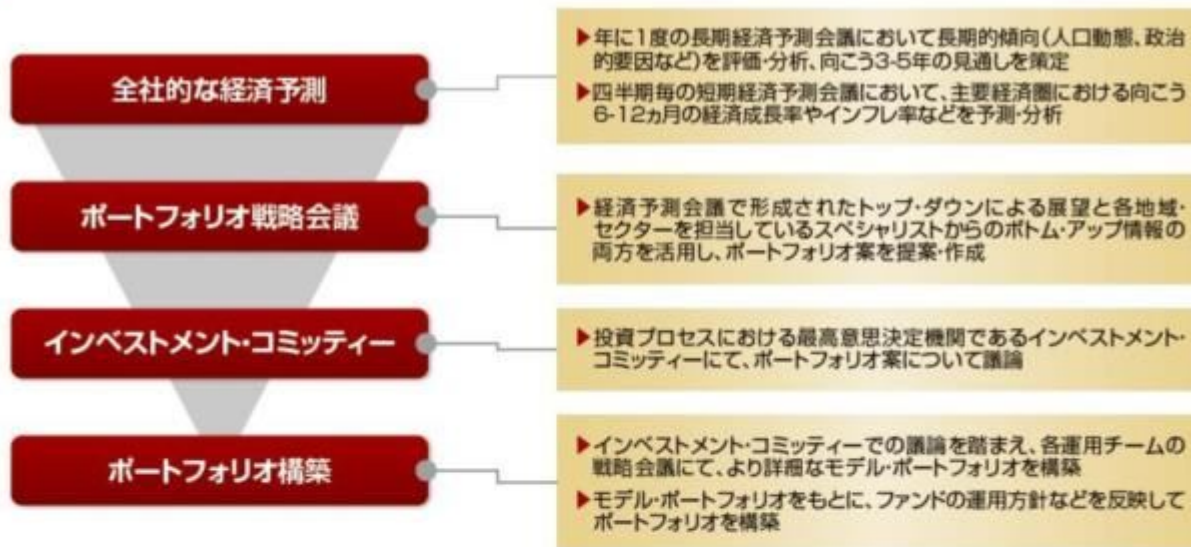 全社的な経済予測
▶年に1度の長期経済予測会議において長期的傾向(人口動態、政治
的要因など)を評価・分析、向こう3-5年の見通しを策定
▶四半期毎の短期経済予測会議において、主要経済圏における向こう
6-12ヵ月の経済成長率やインフレ率などを予測・分析
ポートフォリオ戦略会議
▶経済予測会議で形成されたトップ・ダウンによる展望と各地域・
セクターを担当しているスペシャリストからのボトム・アップ情報の
両方を活用し、ポートフォリオ案を提案・作成
インベストメント・コミッティー
▶投資プロセスにおける最高意思決定機関であるインベストメント・
コミッティーにて、ポートフォリオ案について議論
ポートフォリオ構築
▶インベストメント・コミッティーでの議論を踏まえ、各運用チームの
戦略会議にて、より詳細なモデル・ポートフォリオを構築
▶モデル・ポートフォリオをもとに、ファンドの運用方針などを反映して
ポートフォリオを構築